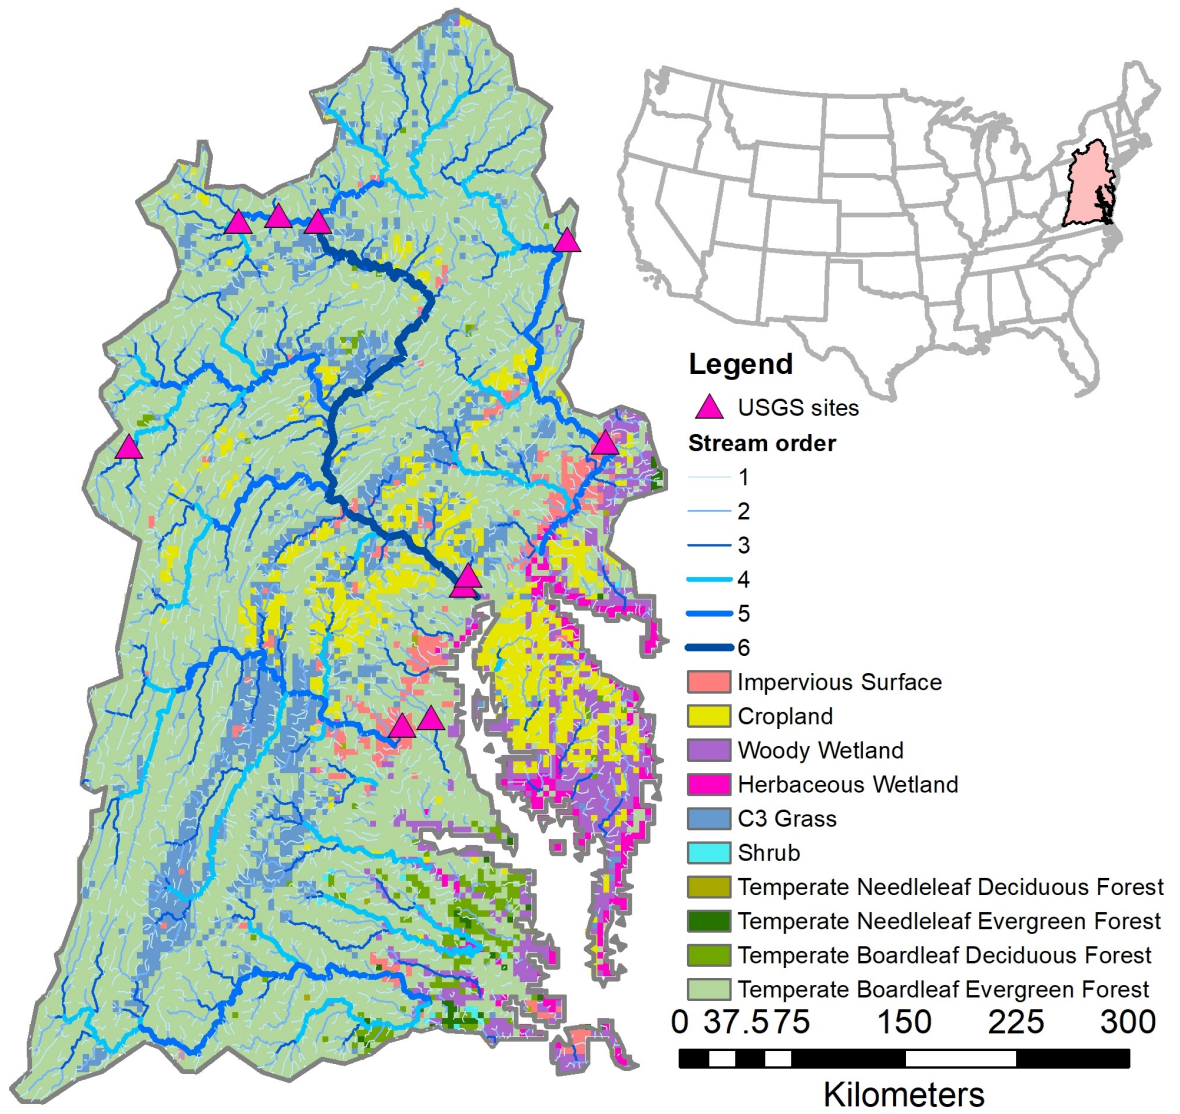 Legend
USGS sites
Stream order
1
2
3
4
5
6
Impervious Surface
Cropland
Woody Wetland
Herbaceous Wetland
C3 Grass
Shrub
Temperate Needleleaf Deciduous Forest
Temperate Needleleaf Evergreen Forest
Temperate Boardleaf Deciduous Forest
Temperate Boardleaf Evergreen Forest
0 37.5 75 150 225 300
Kilometers